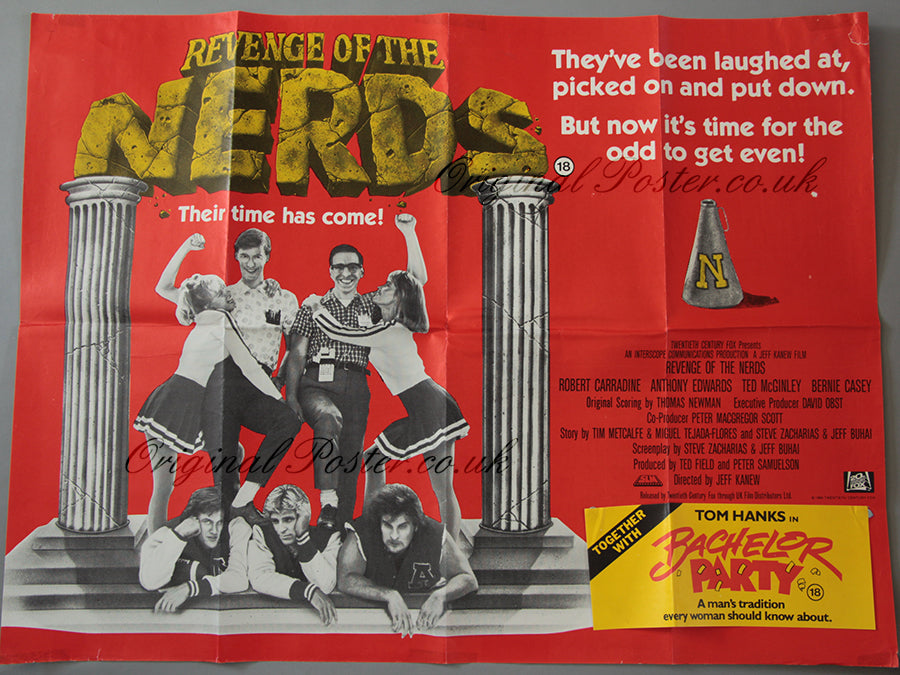 REVENGE OF THE
NERDS
18
Their time has come!
They've been laughed at,
picked on and put down.
But now it's time for the
odd to get even!
Original Poster.co.uk
N
TWENTIETH CENTURY FOX Presents
AN INTERSCOPE COMMUNICATIONS PRODUCTION A JEFF KANEW FILM
REVENGE OF THE NERDS
ROBERT CARRADINE ANTHONY EDWARDS TED McGINLEY BERNIE CASEY
Original Scoring by THOMAS NEWMAN Executive Producer DAVID OBST
Co-Producer PETER MACGREGOR SCOTT
Story by TIM METCALFE & MIGUEL TEJADA-FLORES and STEVE ZACHARIAS & JEFF BUHAI
Screenplay by STEVE ZACHARIAS & JEFF BUHAI
Produced by TED FIELD and PETER SAMUELSON
Directed by JEFF KANEW
Released by Twentieth Century Fox through UK Film Distributors Ltd.
Original Poster.co.uk
A
TOGETHER
WITH
TOM HANKS IN
BACHELOR
PARTY
18
A man's tradition
every woman should know about.